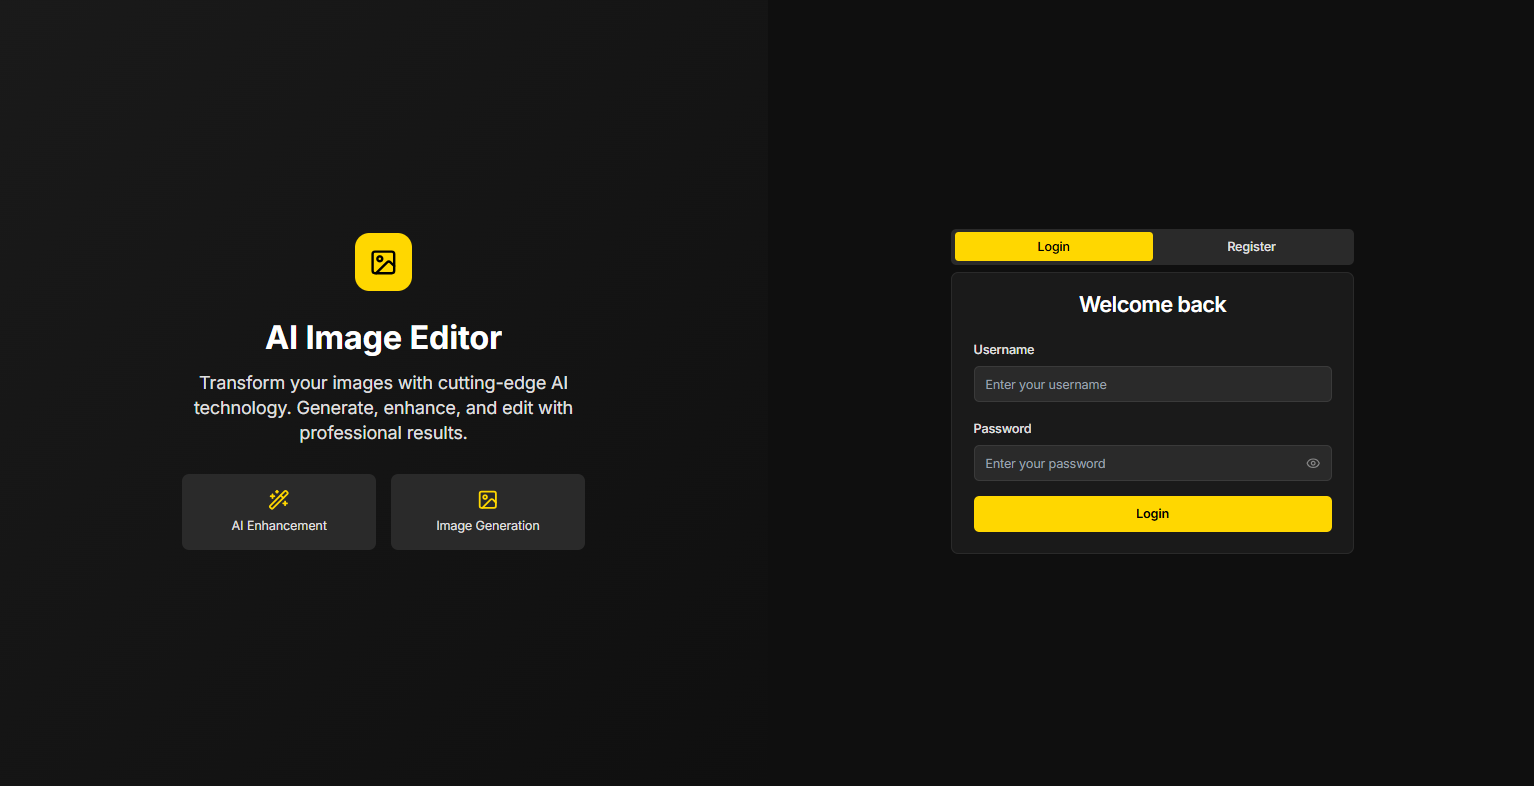 AI Image Editor
Transform your images with cutting-edge AI
technology. Generate, enhance, and edit with
professional results.
AI Enhancement
Image Generation
Login
Register
Welcome back
Username
Enter your username
Password
Enter your password
Login